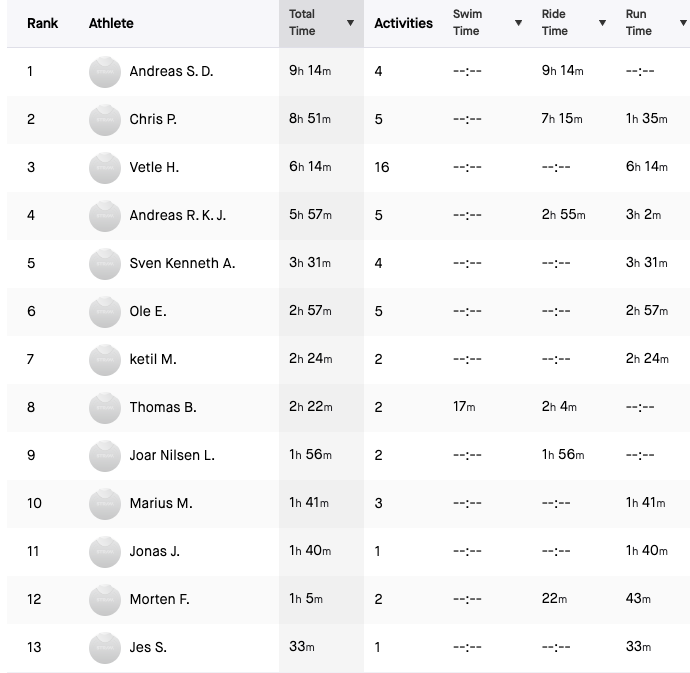 Rank Athlete Total Time Activities Swim Time Ride Time Run Time
1 Andreas S. D. 9h 14m 4 --:-- 9h 14m --:--
2 Chris P. 8h 51m 5 --:-- 7h 15m 1h 35m
3 Vetle H. 6h 14m 16 --:-- --:-- 6h 14m
4 Andreas R. K. J. 5h 57m 5 --:-- 2h 55m 3h 2m
5 Sven Kenneth A. 3h 31m 4 --:-- --:-- 3h 31m
6 Ole E. 2h 57m 5 --:-- --:-- 2h 57m
7 ketil M. 2h 24m 2 --:-- --:-- 2h 24m
8 Thomas B. 2h 22m 2 17m 2h 4m --:--
9 Joar Nilsen L. 1h 56m 2 --:-- 1h 56m --:--
10 Marius M. 1h 41m 3 --:-- --:-- 1h 41m
11 Jonas J. 1h 40m 1 --:-- --:-- 1h 40m
12 Morten F. 1h 5m 2 --:-- 22m 43m
13 Jes S. 33m 1 --:-- --:-- 33m